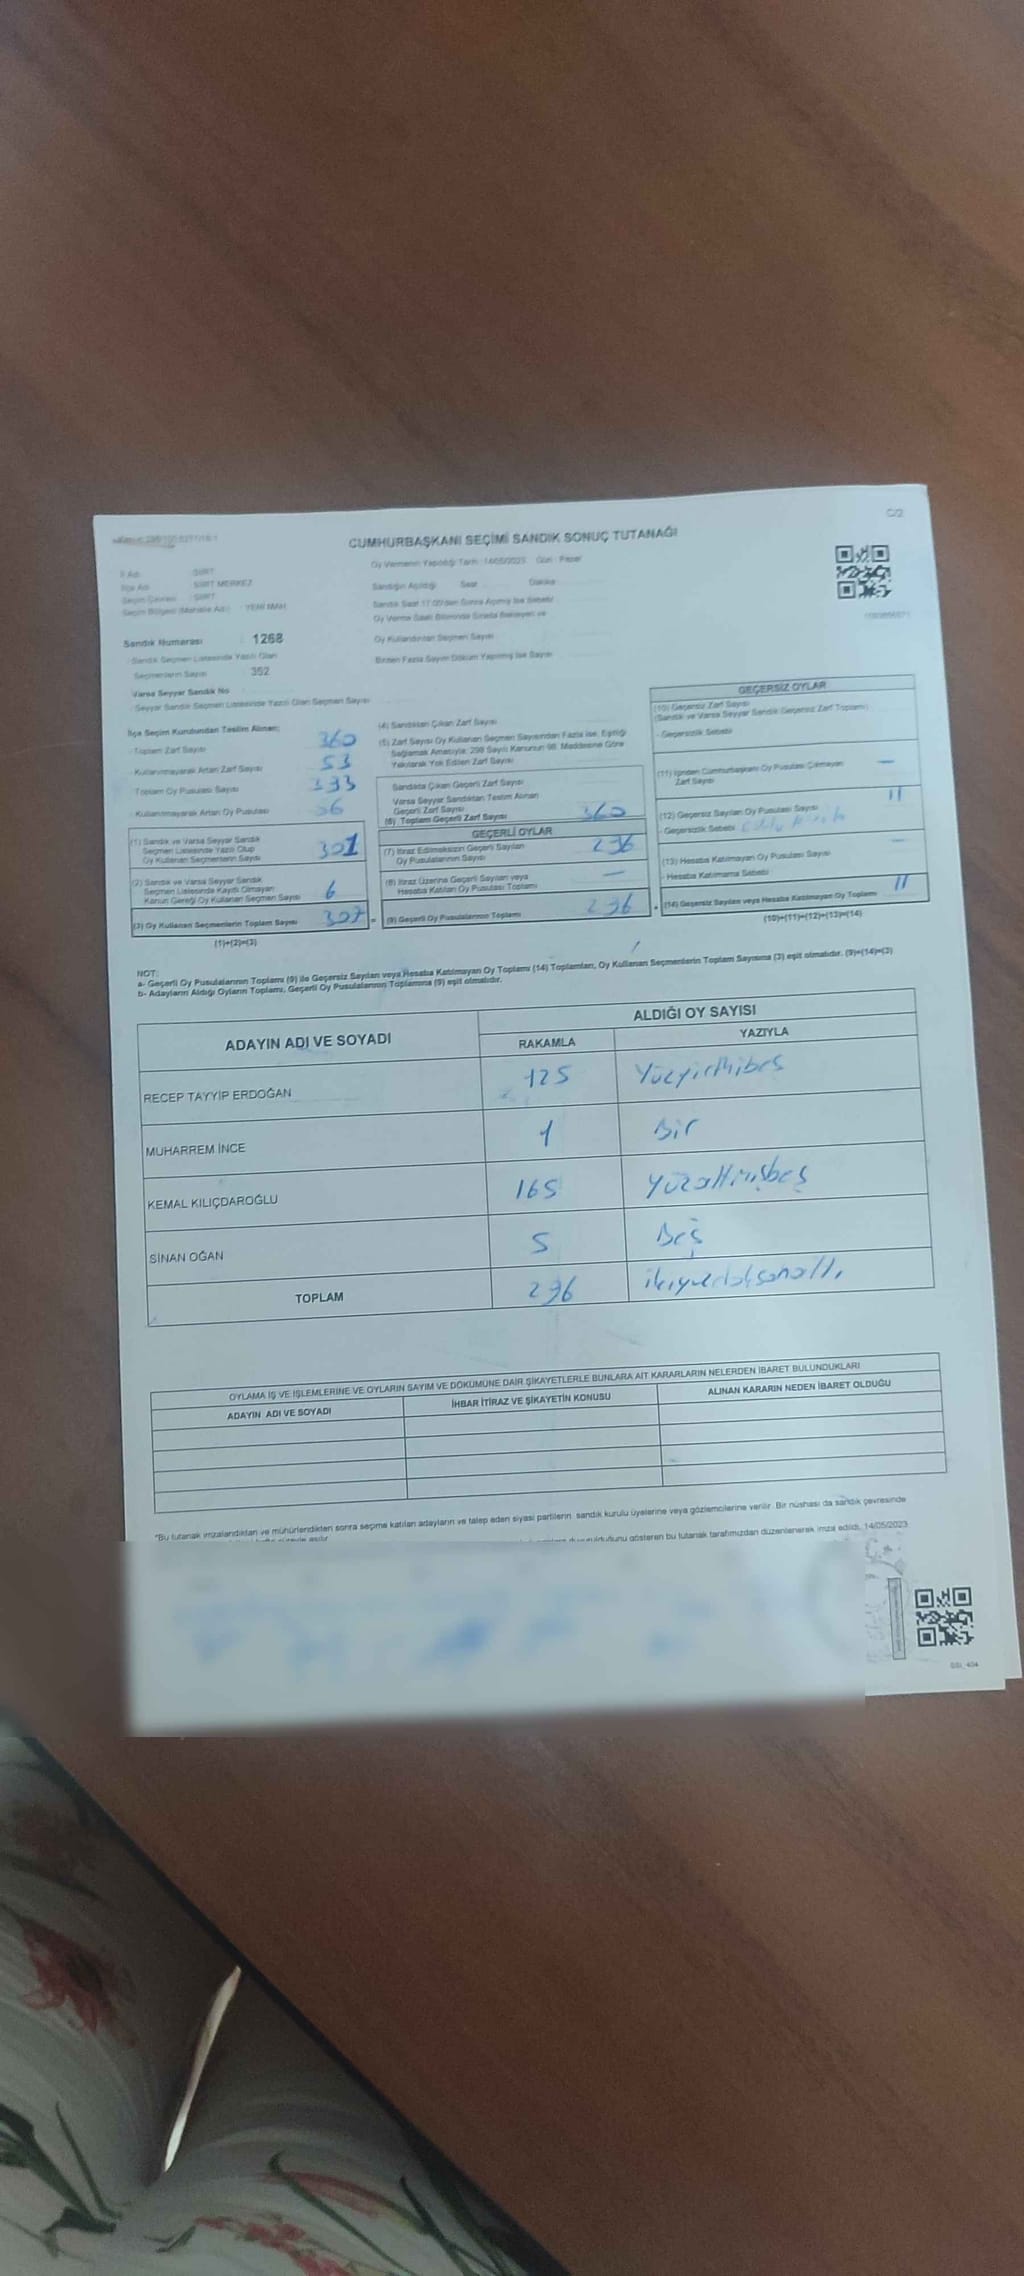 C/2
CUMHURBAŞKANI SEÇİMİ SANDIK SONUÇ TUTANAĞI
Oy Vermenin Yapıldığı Tarih : 14/05/2023 Gün : Pazar
İl Adı : SİİRT
İlçe Adı : SİİRT MERKEZ
Seçim Çevresi : SİİRT
Seçim Bölgesi (Mahalle Adı) : YENİ MAH.
Sandığın Açıldığı Saat Dakika
Sandık Saat 17:00'den Sonra Açılmış İse Sebebi
Oy Verme Saati Bitiminde Sırada Bekleyen ve
Oy Kullandırılan Seçmen Sayısı
Birden Fazla Sayım Döküm Yapılmış İse Sayısı
Sandık Numarası : 1268
Sandık Seçmen Listesinde Yazılı Olan
Seçmenlerin Sayısı : 352
Varsa Seyyar Sandık No
Seyyar Sandık Seçmen Listesinde Yazılı Olan Seçmen Sayısı
İlçe Seçim Kurulundan Teslim Alınan;
Toplam Zarf Sayısı 360
Kullanılmayarak Artan Zarf Sayısı 53
Toplam Oy Pusulası Sayısı
Kullanılmayarak Artan Oy Pusulası
(1) Sandık ve Varsa Seyyar Sandık
Seçmen Listesinde Yazılı Olup
Oy Kullanan Seçmenlerin Sayısı 301
(2) Sandık ve Varsa Seyyar Sandık
Seçmen Listesinde Kayıtlı Olmayan
Kanun Gereği Oy Kullanan Seçmen Sayısı 6
(3) Oy Kullanan Seçmenlerin Toplam Sayısı 307 =
(1)+(2)=(3)
(4) Sandıktan Çıkan Zarf Sayısı
(5) Zarf Sayısı Oy Kullanan Seçmen Sayısından Fazla ise, Eşitliği
Sağlamak Amacıyla; 298 Sayılı Kanunun 98. Maddesine Göre
Yakılarak Yok Edilen Zarf Sayısı
Sandıkta Çıkan Geçerli Zarf Sayısı
Varsa Seyyar Sandıktan Teslim Alınan
Geçerli Zarf Sayısı
(6) Toplam Geçerli Zarf Sayısı 360
GEÇERLİ OYLAR
(7) İtiraz Edilmeksizin Geçerli Sayılan
Oy Pusulalarının Sayısı 296
(8) İtiraz Üzerine Geçerli Sayılan veya
Hesaba Katılan Oy Pusulası Toplamı —
(9) Geçerli Oy Pusulalarının Toplamı 296 +
GEÇERSİZ OYLAR
(10) Geçersiz Zarf Sayısı
(Sandık ve Varsa Seyyar Sandık Geçersiz Zarf Toplamı)
- Geçersizlik Sebebi
(11) İçinden Cumhurbaşkanı Oy Pusulası Çıkmayan
Zarf Sayısı —
(12) Geçersiz Sayılan Oy Pusulası Sayısı 11
- Geçersizlik Sebebi
(13) Hesaba Katılmayan Oy Pusulası Sayısı —
- Hesaba Katılmama Sebebi
(14) Geçersiz Sayılan veya Hesaba Katılmayan Oy Toplamı 11
(10)+(11)+(12)+(13)=(14)
NOT:
a- Geçerli Oy Pusulalarının Toplamı (9) ile Geçersiz Sayılan veya Hesaba Katılmayan Oy Toplamı (14) Toplamları, Oy Kullanan Seçmenlerin Toplam Sayısına (3) eşit olmalıdır. (9)+(14)=(3)
b- Adayların Aldığı Oyların Toplamı, Geçerli Oy Pusulalarının Toplamına (9) eşit olmalıdır.
ADAYIN ADI VE SOYADI
ALDIĞI OY SAYISI
RAKAMLA YAZIYLA
RECEP TAYYİP ERDOĞAN 125 Yüzyirmibeş
MUHARREM İNCE 1 Bir
KEMAL KILIÇDAROĞLU 165 Yüzaltmışbeş
SİNAN OĞAN 5 Beş
TOPLAM 296 ikiyüzdoksanaltı
OYLAMA İŞ VE İŞLEMLERİNE VE OYLARIN SAYIM VE DÖKÜMÜNE DAİR ŞİKAYETLERLE BUNLARA AİT KARARLARIN NELERDEN İBARET BULUNDUKLARI
ADAYIN ADI VE SOYADI İHBAR İTİRAZ VE ŞİKAYETİN KONUSU ALINAN KARARIN NEDEN İBARET OLDUĞU
*Bu tutanak imzalandıktan ve mühürlendikten sonra seçime katılan adayların ve talep eden siyasi partilerin sandık kurulu üyelerine veya gözlemcilerine verilir. Bir nüshası da sandık çevresinde
duyurulduğunu gösteren bu tutanak tarafımızdan düzenlenerek imza edildi. 14/05/2023